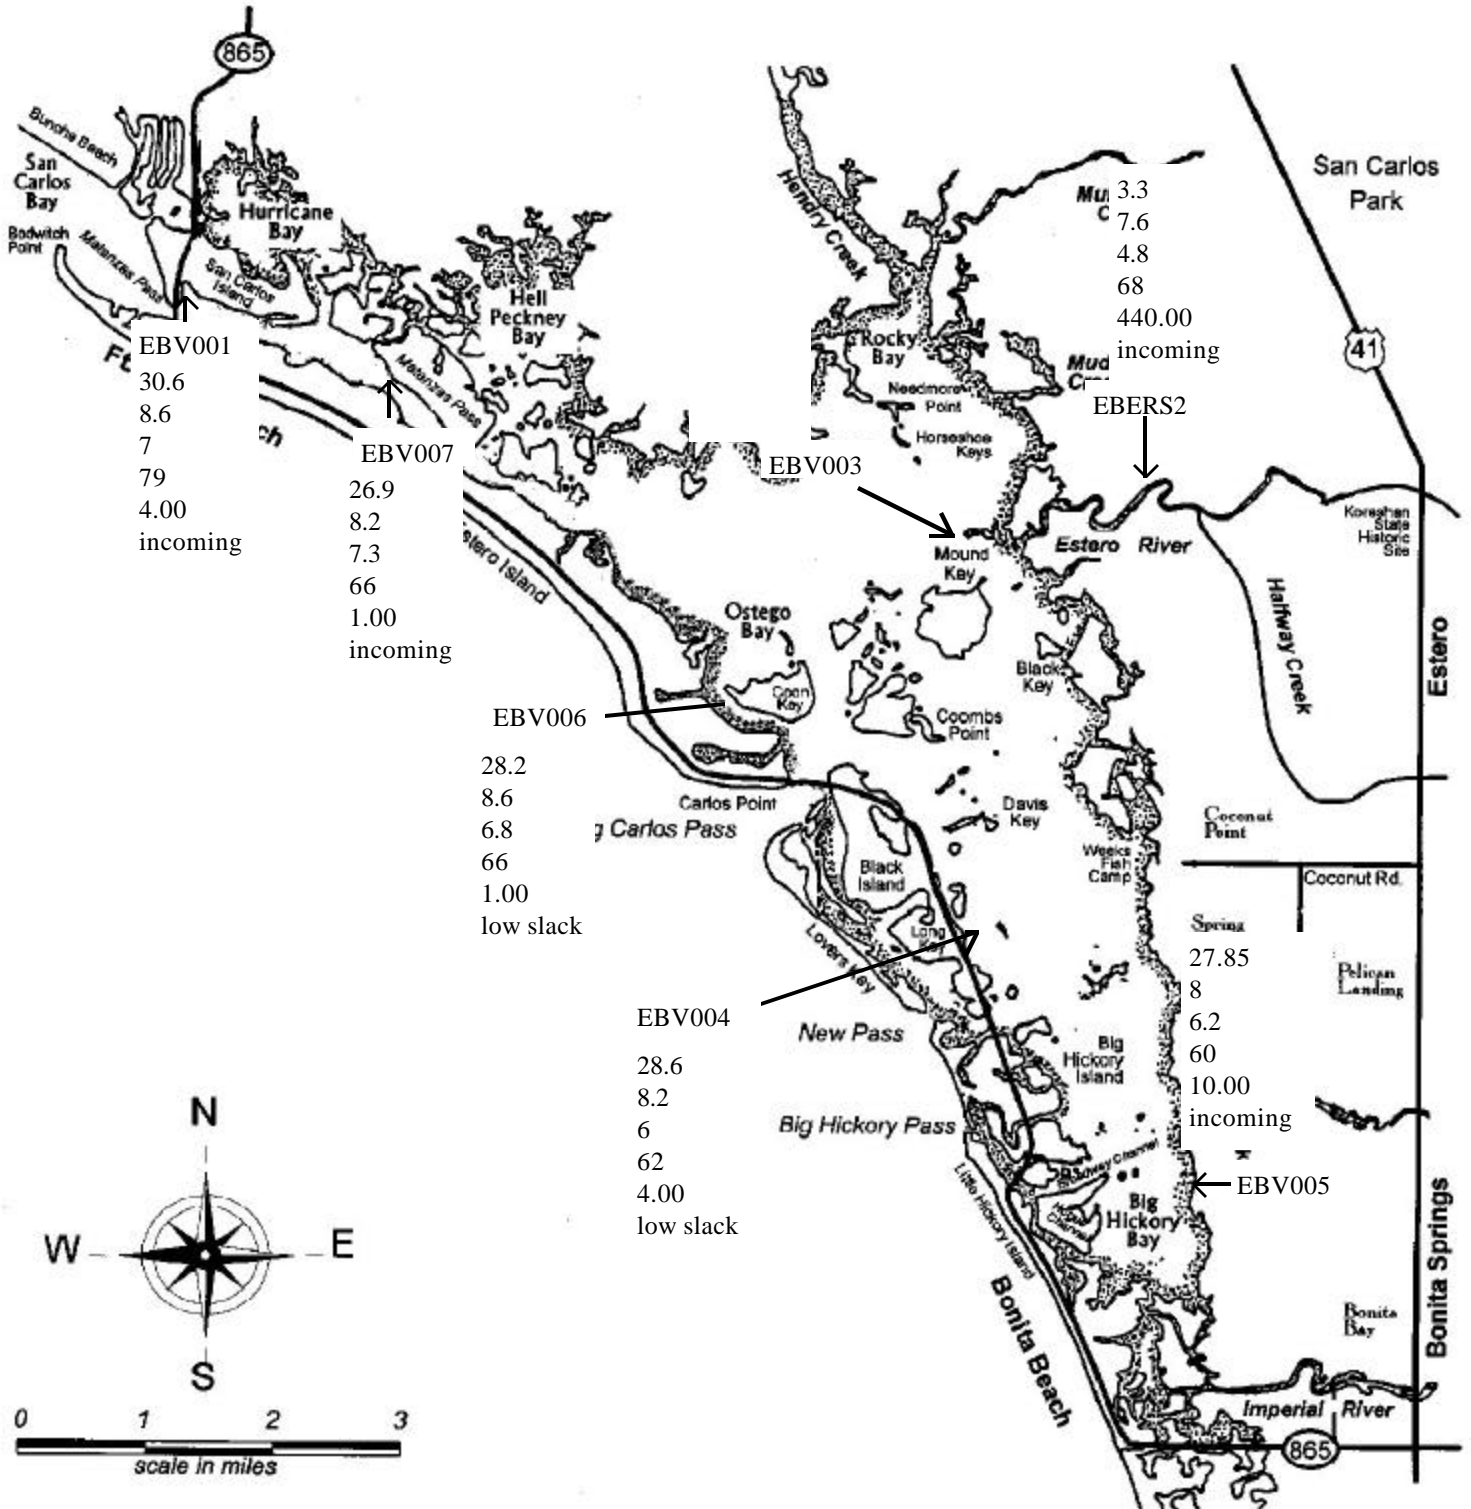 865
Bunche Beach
San
Carlos
Bay
Bodwitch
Point
Matanzas Pass
Hurricane
Bay
San Carlos
Island
Hell
Peckney
Bay
Matanzas Pass
EBV001
30.6
8.6
7
79
4.00
incoming
ch
EBV007
26.9
8.2
7.3
66
1.00
incoming
stero Island
Hendry Creek
Rocky
Bay
Needmore
Point
Horseshoe
Keys
Mud
3.3
7.6
4.8
68
440.00
incoming
EBERS2
San Carlos
Park
41
EBV003
Mound
Key
Estero River
Koreshan
State
Historic
Site
Halfway Creek
Estero
Ostego
Bay
Coon
Key
Black
Key
Coombs
Point
EBV006
28.2
8.6
6.8
66
1.00
low slack
Carlos Point
g Carlos Pass
Davis
Key
Weeks
Fish
Camp
Coconut
Point
Coconut Rd.
Black
Island
Long
Key
Lovers Key
Spring
27.85
8
6.2
60
10.00
incoming
Pelican
Landing
EBV004
28.6
8.2
6
62
4.00
low slack
New Pass
Big
Hickory
Island
Big Hickory Pass
Channel
Big
Hickory
Bay
Channel
EBV005
Little Hickory Island
Bonita Beach
Bonita
Bay
Bonita Springs
Imperial River
865
N
W
E
S
0 1 2 3
scale in miles